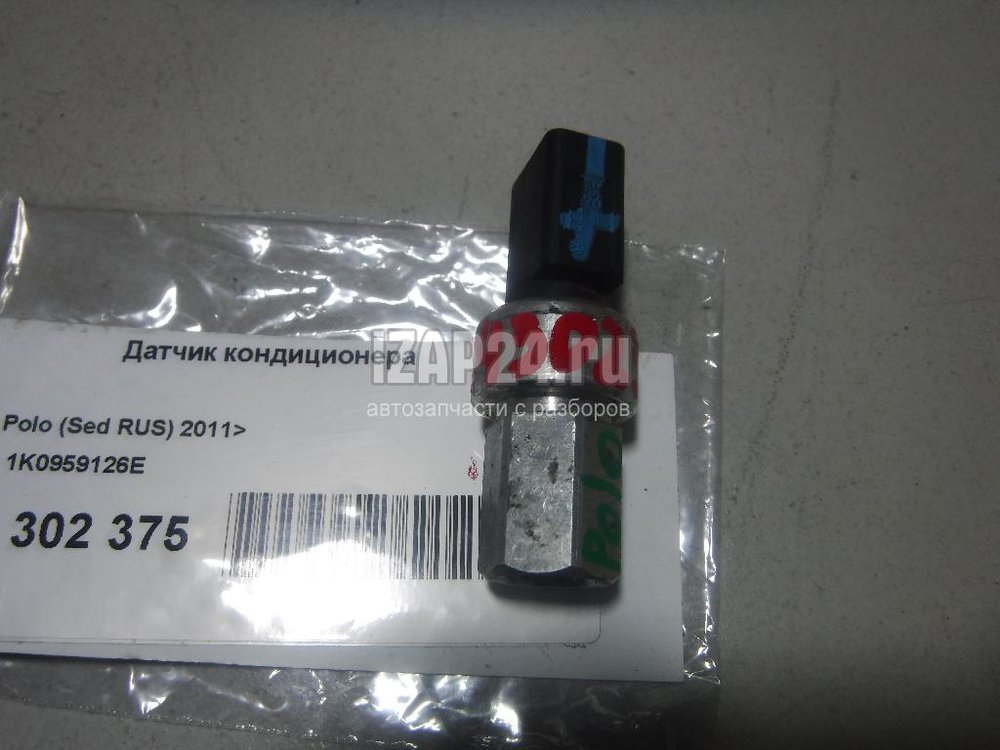 Датчик кондиционера
iZAP24.ru
автозапчасти с разборов
Polo (Sed RUS) 2011>
1K0959126E
302 375
Polo